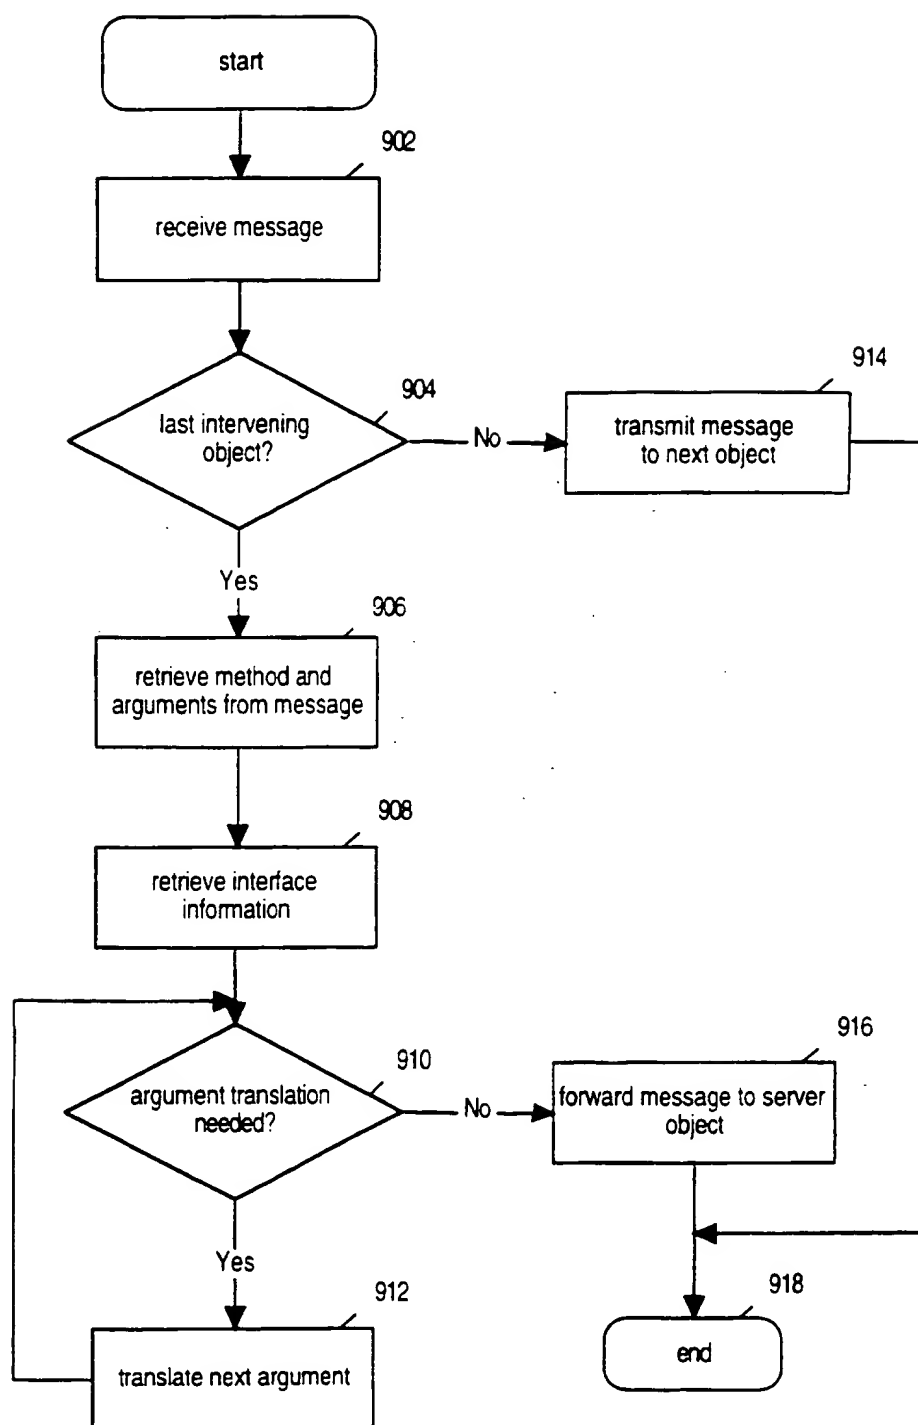 start
902
receive message
904
last intervening
object?
No
914
transmit message
to next object
Yes
906
retrieve method and
arguments from message
908
retrieve interface
information
910
argument translation
needed?
No
916
forward message to server
object
Yes
912
translate next argument
918
end